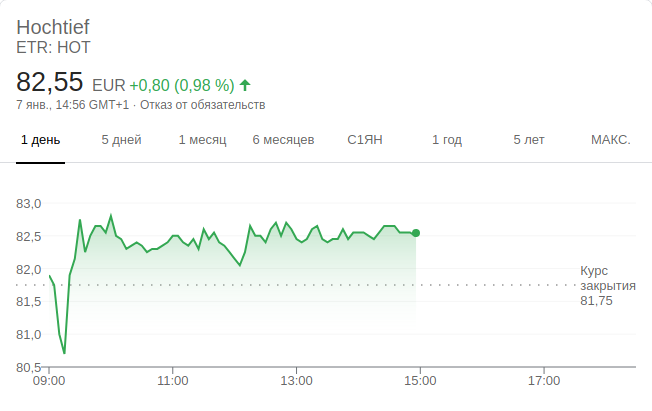 Hochtief
ETR: HOT
82,55 EUR +0,80 (0,98 %)
7 янв., 14:56 GMT+1 · Отказ от обязательств
1 день 5 дней 1 месяц 6 месяцев С1ЯН 1 год 5 лет МАКС.
83,0
82,5
82,0
Курс
закрытия
81,75
81,5
81,0
80,5
09:00 11:00 13:00 15:00 17:00